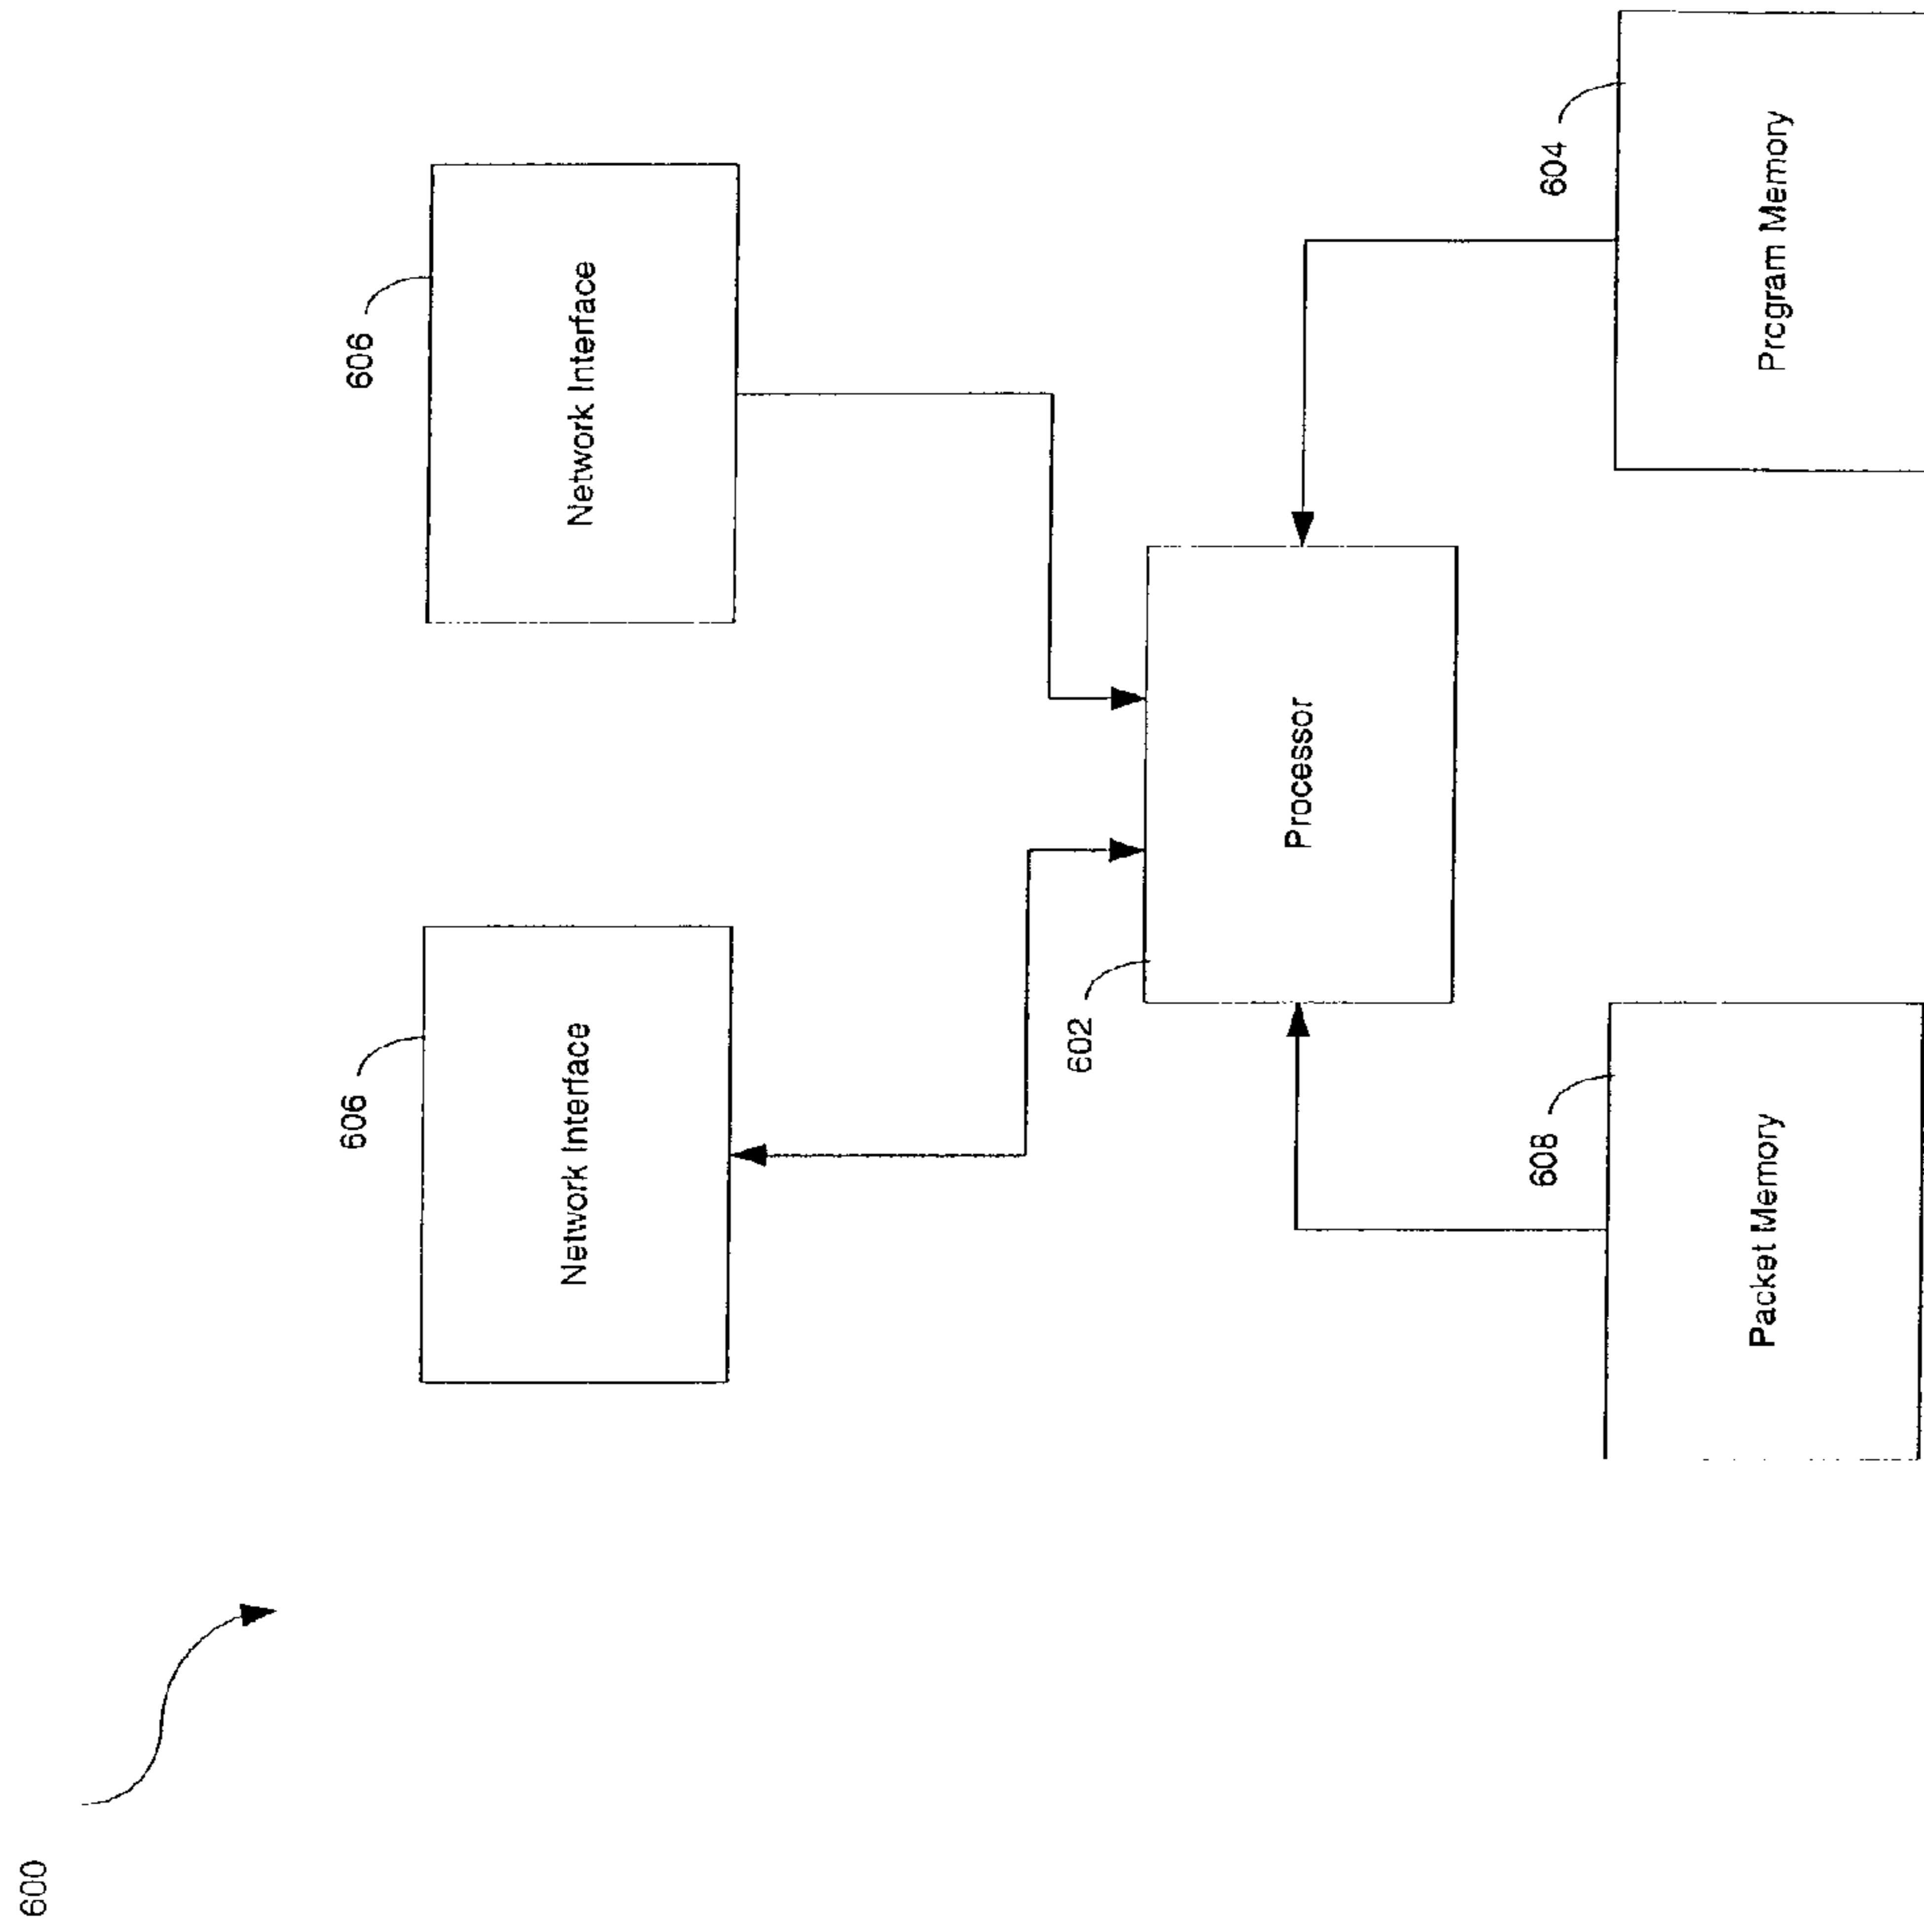 600
606
Network Interface
606
Network Interface
602
Processor
608
Packet Memory
604
Program Memory